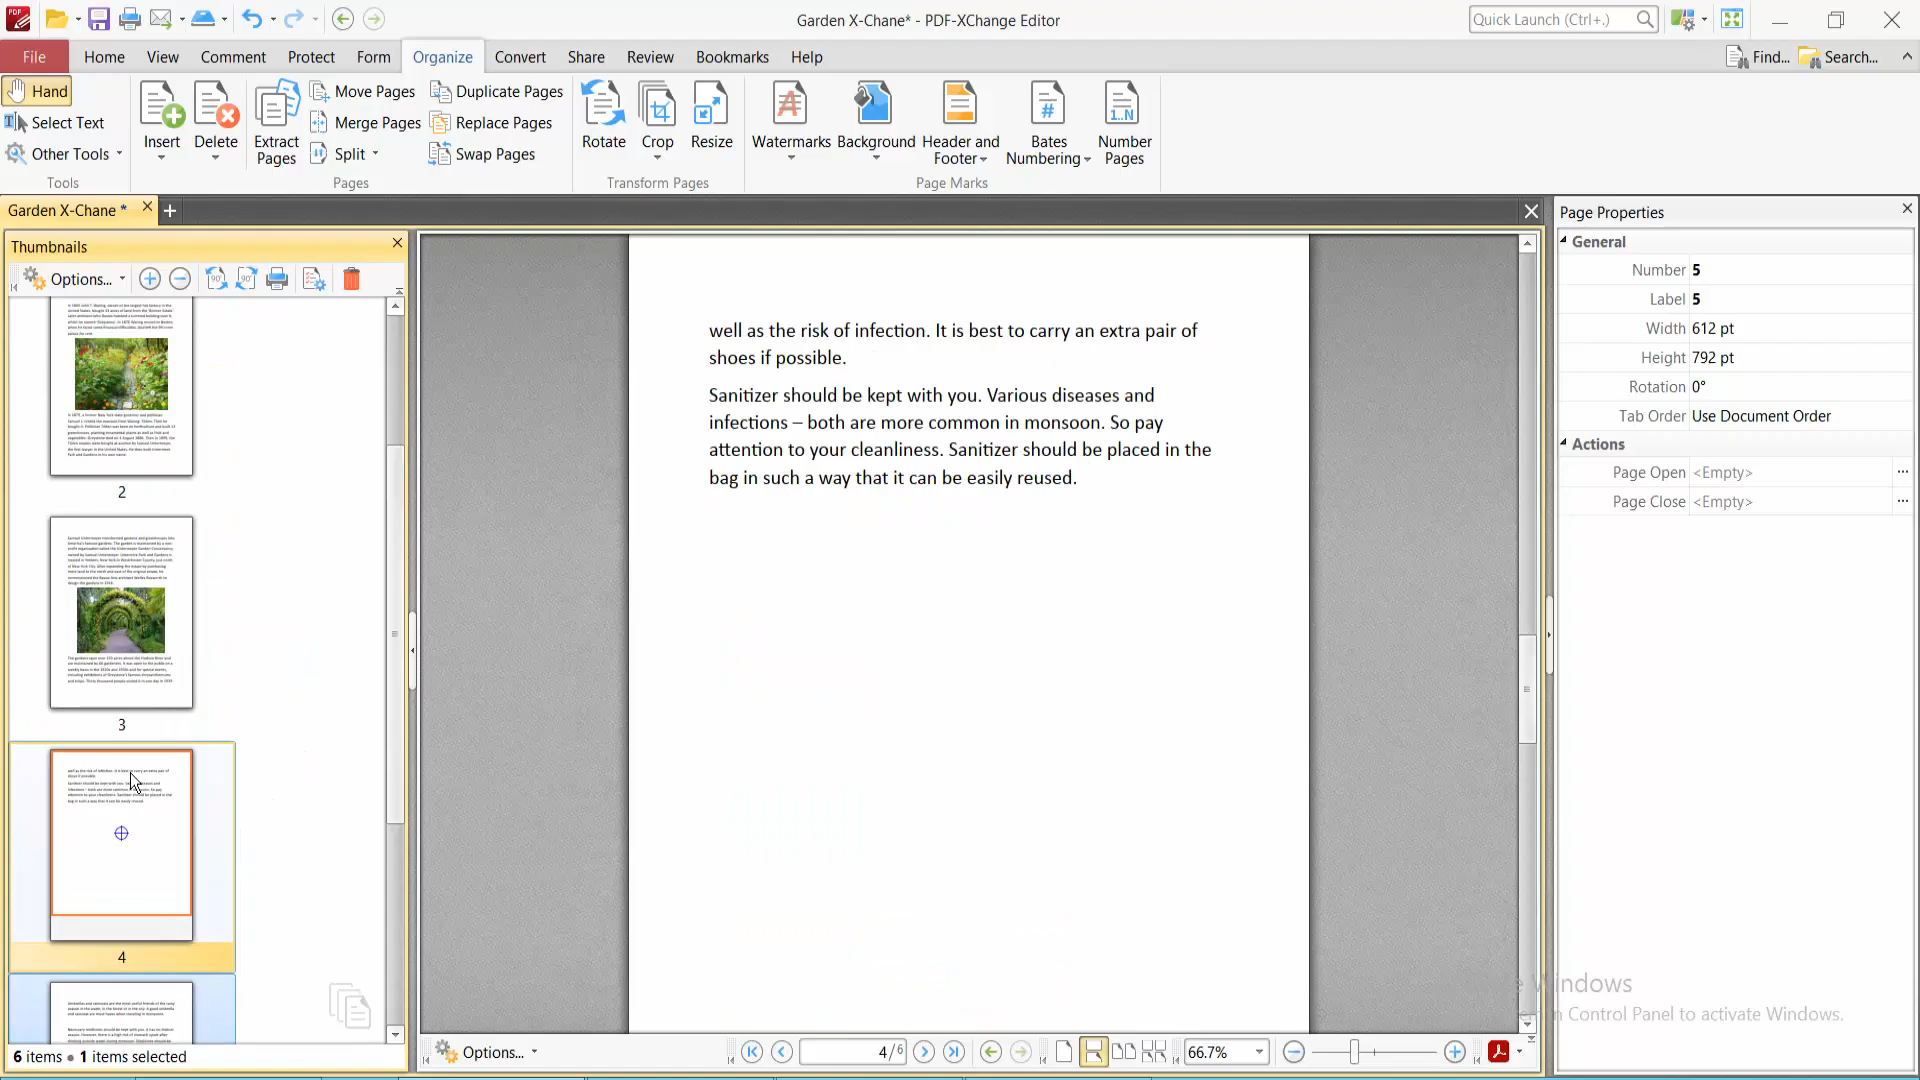 Garden X-Chane* - PDF-XChange Editor
Quick Launch (Ctrl+.)
File Home View Comment Protect Form Organize Convert Share Review Bookmarks Help
Find... Search...
Hand
Select Text
Other Tools
Tools
Insert
Delete
Extract Pages
Move Pages
Merge Pages
Split
Duplicate Pages
Replace Pages
Swap Pages
Pages
Rotate
Crop
Resize
Transform Pages
Watermarks
Background
Header and Footer
Bates Numbering
Number Pages
Page Marks
Garden X-Chane *
Thumbnails
Options...
2
3
4
6 items • 1 items selected
well as the risk of infection. It is best to carry an extra pair of
shoes if possible.
Sanitizer should be kept with you. Various diseases and
infections – both are more common in monsoon. So pay
attention to your cleanliness. Sanitizer should be placed in the
bag in such a way that it can be easily reused.
Options...
4/6
66.7%
Page Properties
General
Number 5
Label 5
Width 612 pt
Height 792 pt
Rotation 0°
Tab Order Use Document Order
Actions
Page Open <Empty> ...
Page Close <Empty> ...
Windows
in Control Panel to activate Windows.